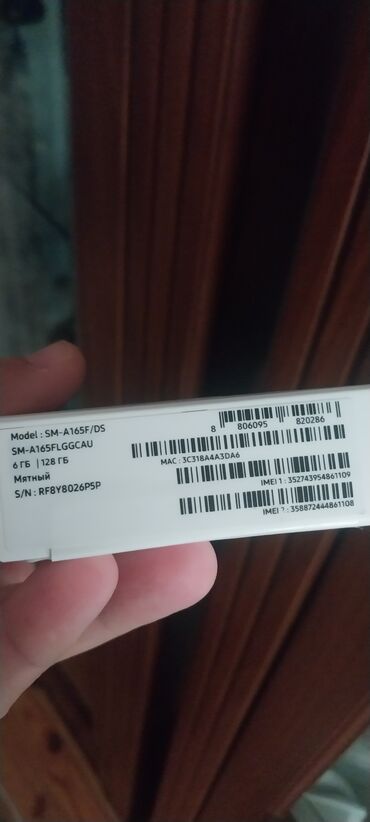 Model : SM-A165F/DS
SM-A165FLGGCAU
6 ГБ | 128 ГБ
Мятный
S/N : RF8Y8026P5P
8 806095 820286
MAC : 3C318A4A3DA6
IMEI 1 : 352743954861109
IMEI 2 : 358872444861108